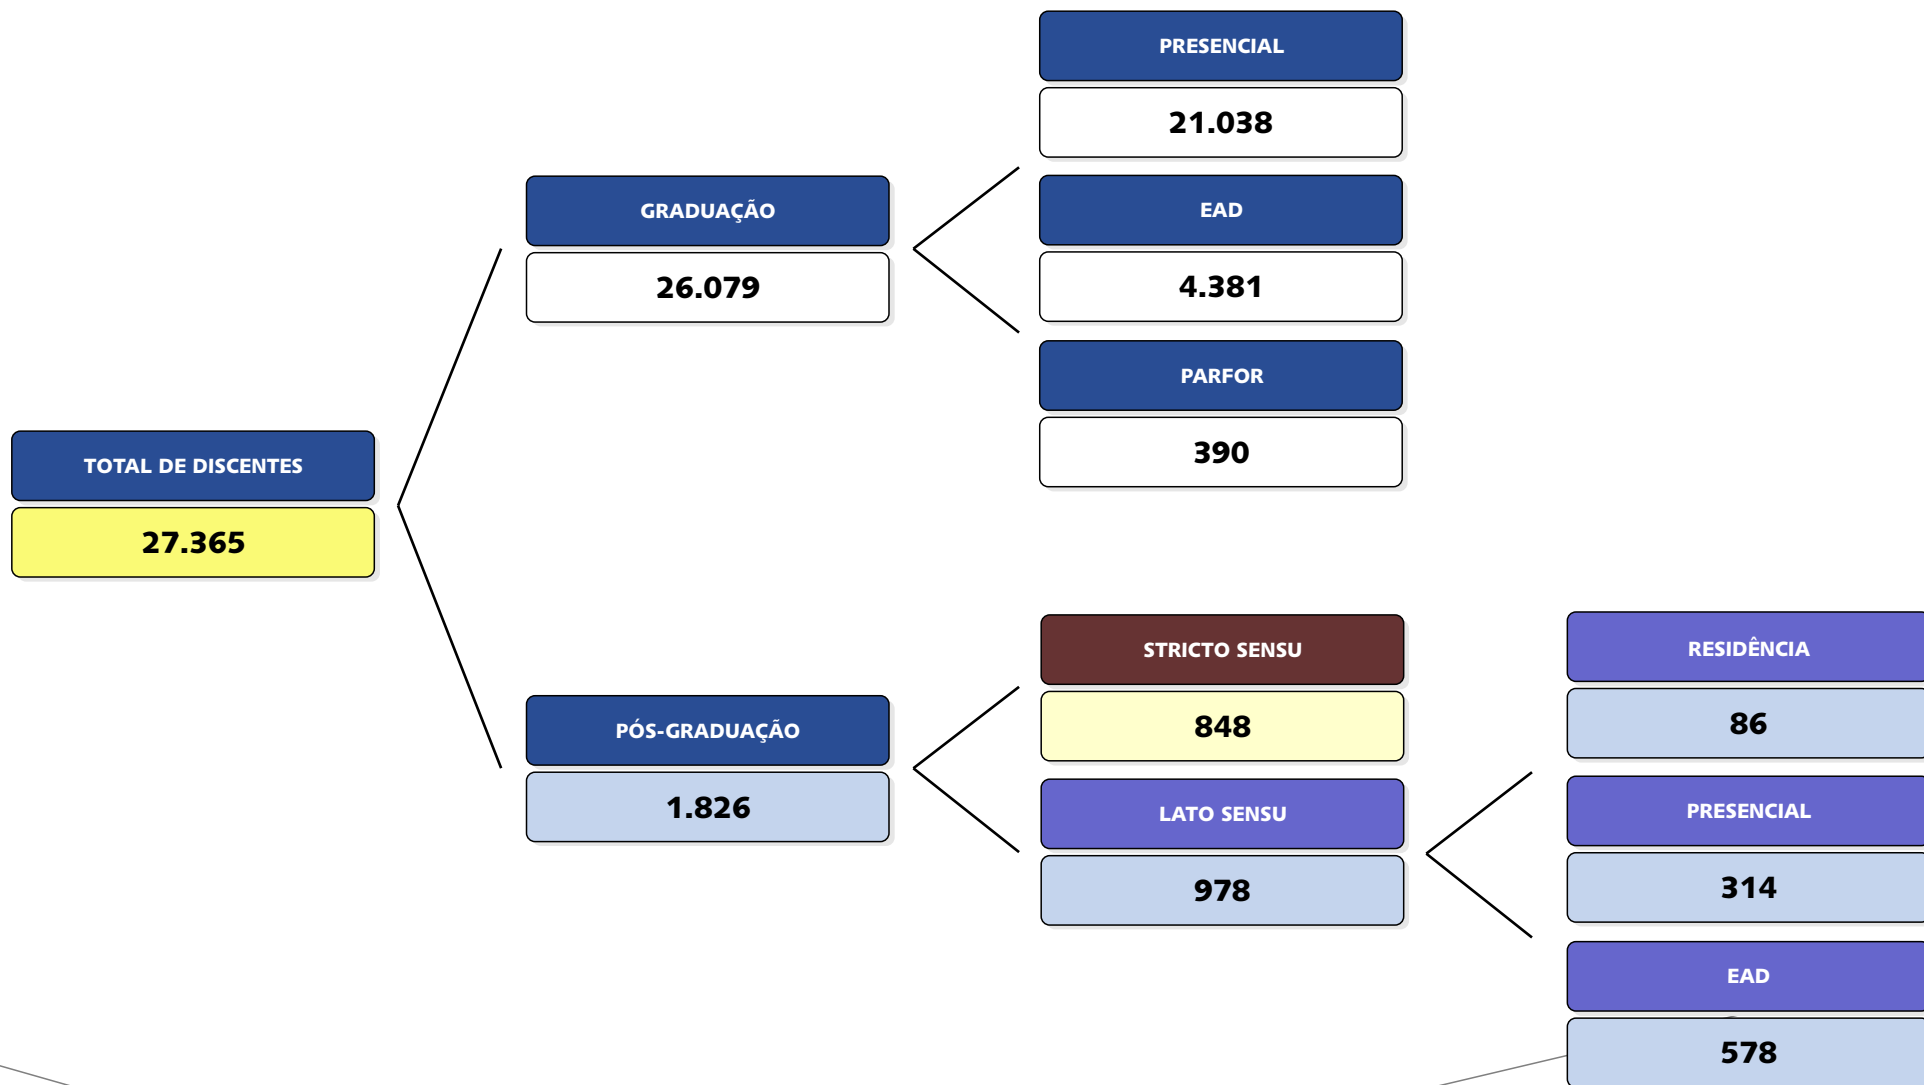 TOTAL DE DISCENTES
27.365
GRADUAÇÃO
26.079
PRESENCIAL
21.038
EAD
4.381
PARFOR
390
PÓS-GRADUAÇÃO
1.826
STRICTO SENSU
848
LATO SENSU
978
RESIDÊNCIA
86
PRESENCIAL
314
EAD
578